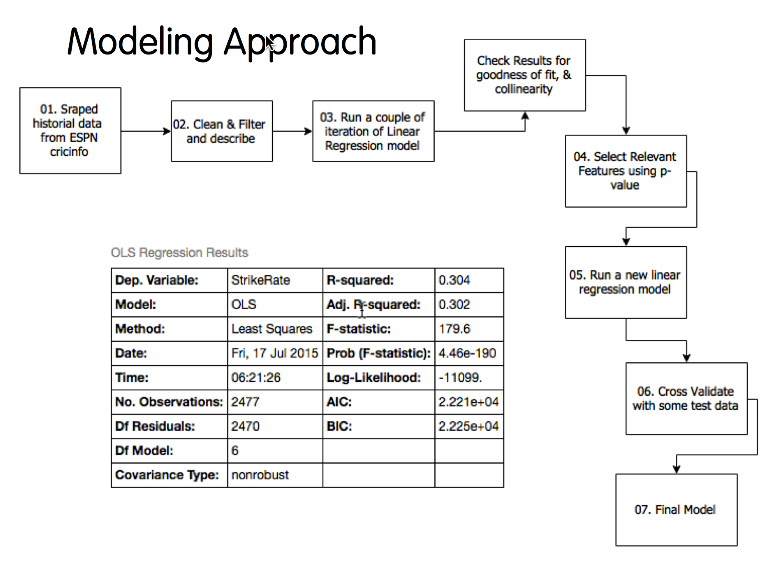 Modeling Approach
Check Results for
goodness of fit, &
collinearity
01. Sraped
historial data
from ESPN
cricinfo
02. Clean & Filter
and describe
03. Run a couple of
iteration of Linear
Regression model
04. Select Relevant
Features using p-
value
05. Run a new linear
regression model
06. Cross Validate
with some test data
07. Final Model
OLS Regression Results
Dep. Variable: StrikeRate R-squared: 0.304
Model: OLS Adj. R-squared: 0.302
Method: Least Squares F-statistic: 179.6
Date: Fri, 17 Jul 2015 Prob (F-statistic): 4.46e-190
Time: 06:21:26 Log-Likelihood: -11099.
No. Observations: 2477 AIC: 2.221e+04
Df Residuals: 2470 BIC: 2.225e+04
Df Model: 6
Covariance Type: nonrobust